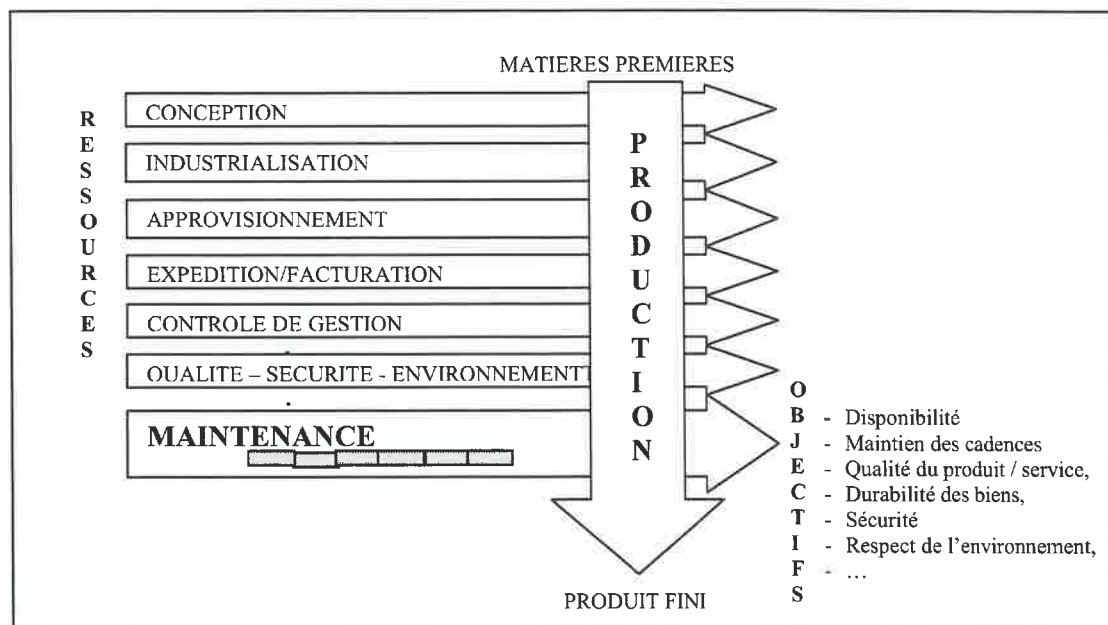 MATIERES PREMIERES
RESSOURCES
CONCEPTION
INDUSTRIALISATION
APPROVISIONNEMENT
EXPEDITION/FACTURATION
CONTROLE DE GESTION
QUALITE – SECURITE - ENVIRONNEMENT
MAINTENANCE
PRODUCTION
PRODUIT FINI
OBJECTIFS
- Disponibilité
- Maintien des cadences
- Qualité du produit / service,
- Durabilité des biens,
- Sécurité
- Respect de l'environnement,
- ...